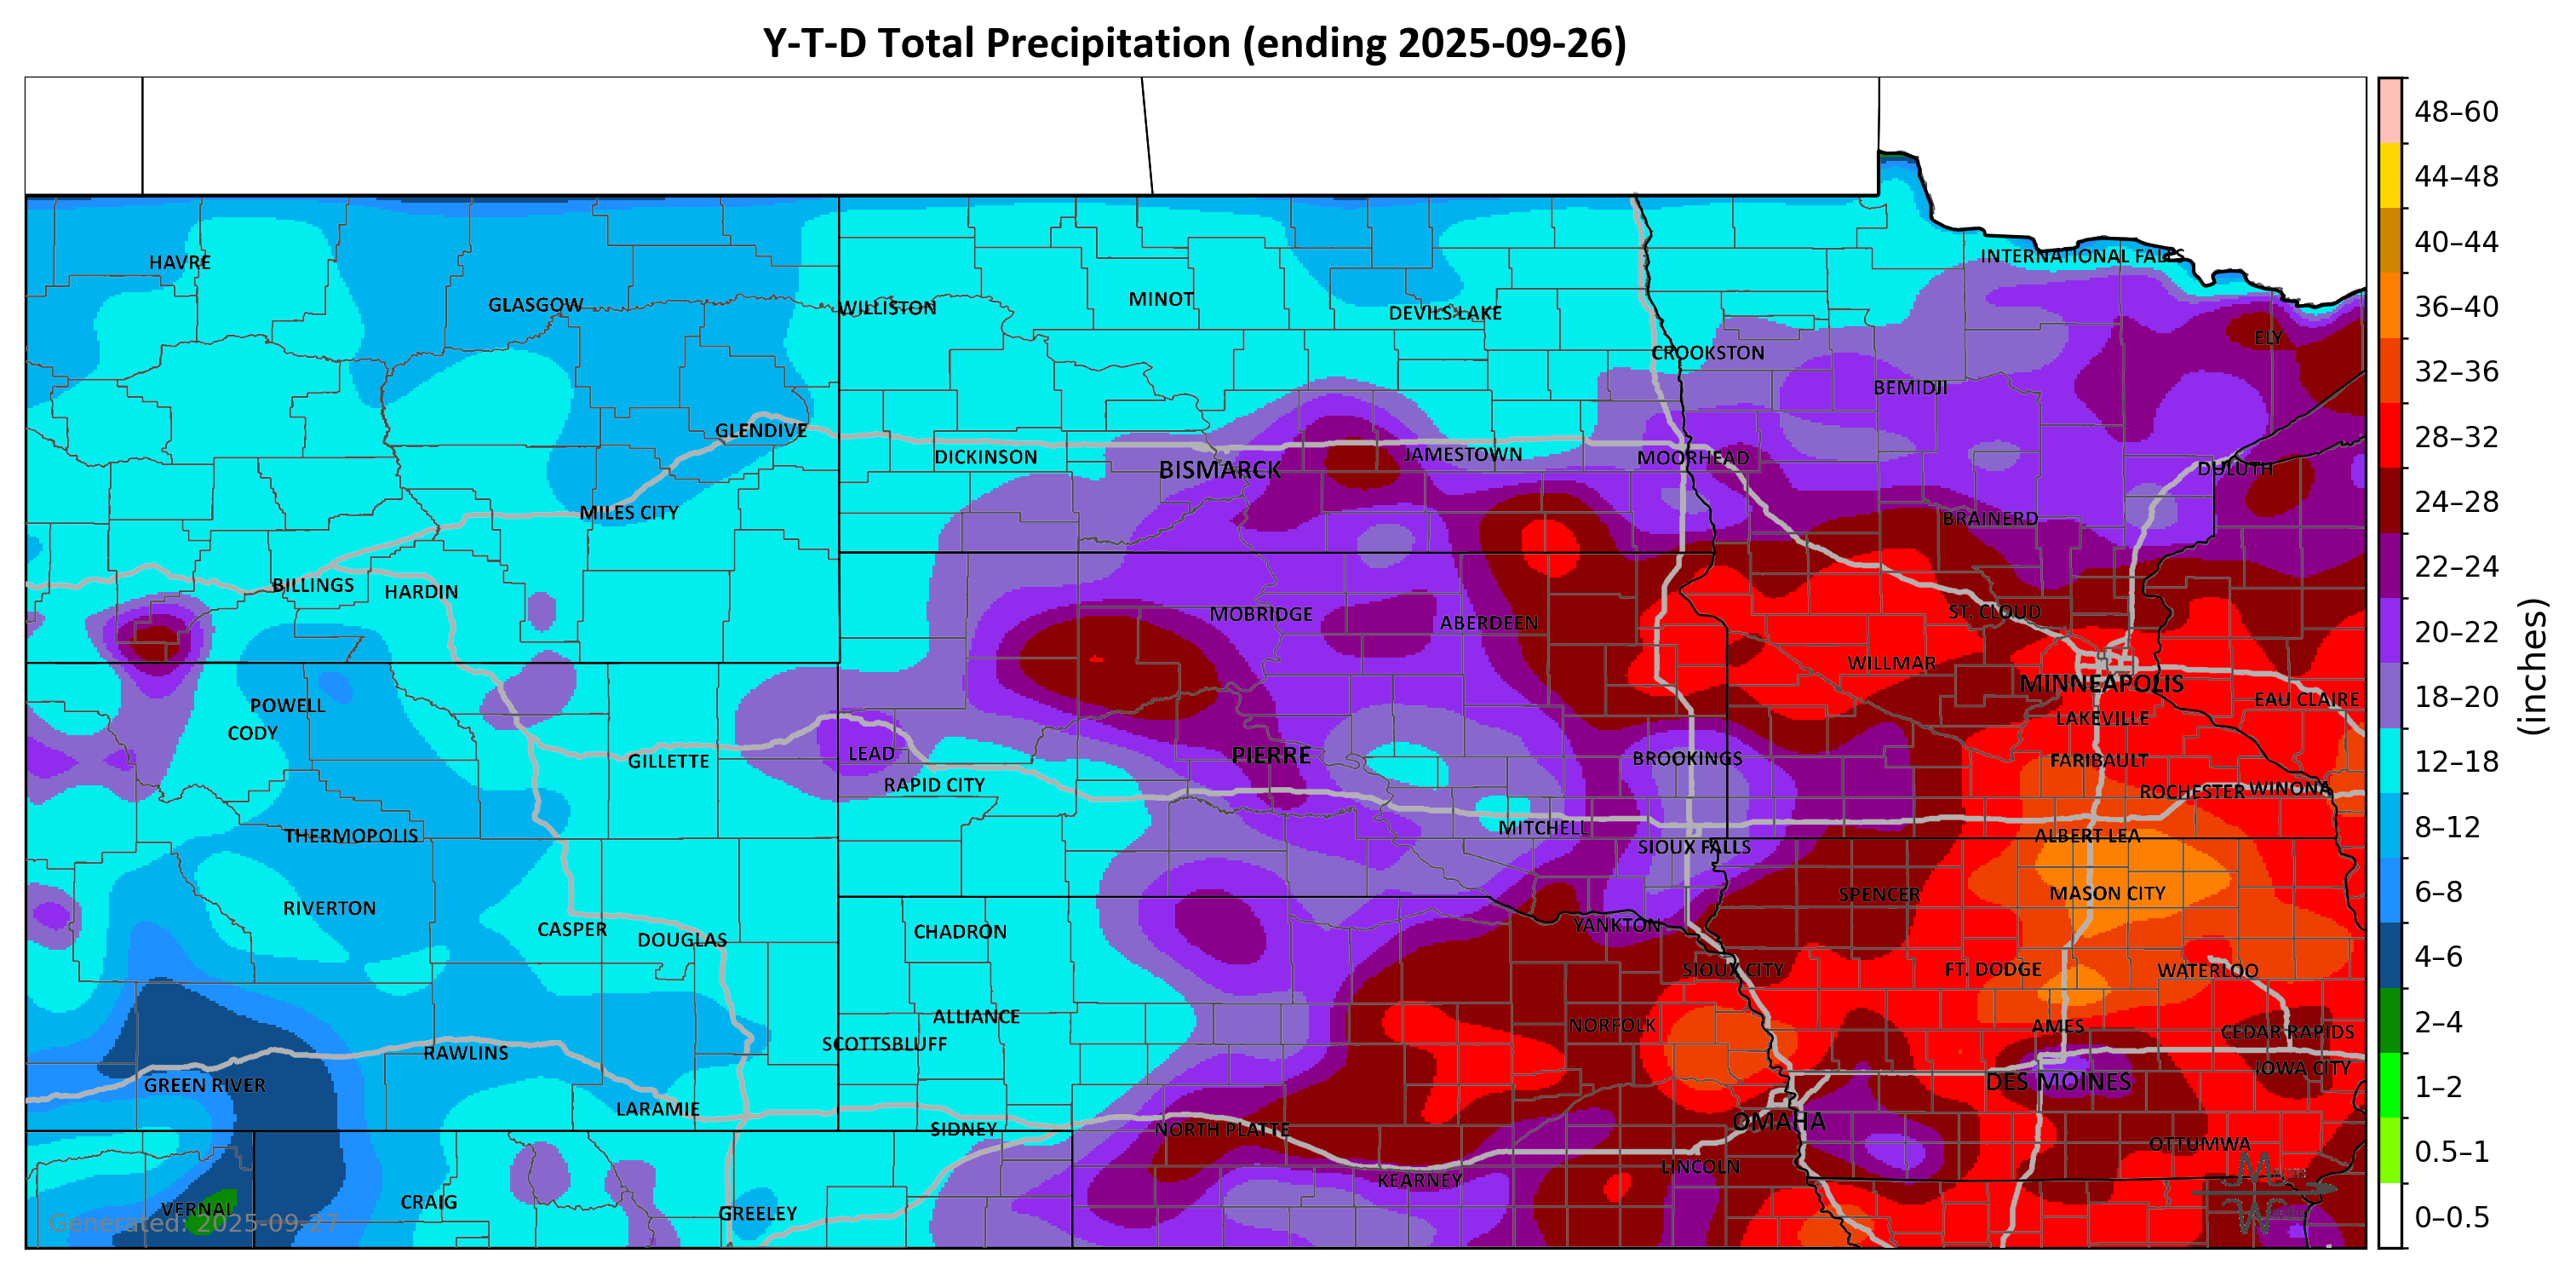 Y-T-D Total Precipitation (ending 2025-09-26)
48–60
44–48
40–44
36–40
32–36
28–32
24–28
22–24
20–22
18–20
12–18
8–12
6–8
4–6
2–4
1–2
0.5–1
0–0.5
(inches)
HAVRE
GLASGOW
WILLISTON
MINOT
DEVILS LAKE
INTERNATIONAL FALLS
ELY
CROOKSTON
BEMIDJI
GLENDIVE
DICKINSON
BISMARCK
JAMESTOWN
MOORHEAD
DULUTH
MILES CITY
BRAINERD
BILLINGS
HARDIN
MOBRIDGE
ABERDEEN
ST. CLOUD
WILLMAR
MINNEAPOLIS
EAU CLAIRE
POWELL
CODY
LAKEVILLE
GILLETTE
LEAD
PIERRE
BROOKINGS
FARIBAULT
RAPID CITY
ROCHESTER
WINONA
THERMOPOLIS
MITCHELL
ALBERT LEA
SIOUX FALLS
RIVERTON
SPENCER
MASON CITY
CASPER
DOUGLAS
CHADRON
YANKTON
SIOUX CITY
FT. DODGE
WATERLOO
ALLIANCE
NORFOLK
AMES
CEDAR RAPIDS
SCOTTSBLUFF
RAWLINS
GREEN RIVER
DES MOINES
IOWA CITY
LARAMIE
SIDNEY
NORTH PLATTE
OMAHA
OTTUMWA
LINCOLN
KEARNEY
VERNAL
CRAIG
GREELEY
Generated: 2025-09-27